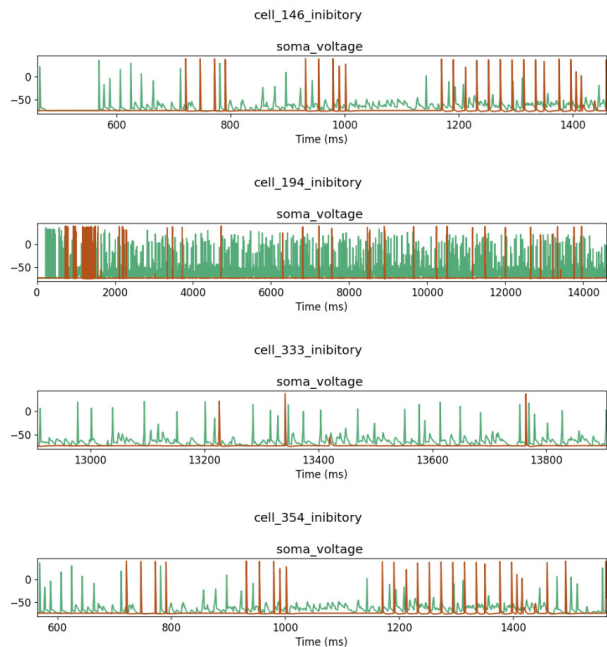 cell_146_inibitory
soma_voltage
0
−50
600 800 1000 1200 1400
Time (ms)
cell_194_inibitory
soma_voltage
0
−50
0 2000 4000 6000 8000 10000 12000 14000
Time (ms)
cell_333_inibitory
soma_voltage
0
−50
13000 13200 13400 13600 13800
Time (ms)
cell_354_inibitory
soma_voltage
0
−50
600 800 1000 1200 1400
Time (ms)